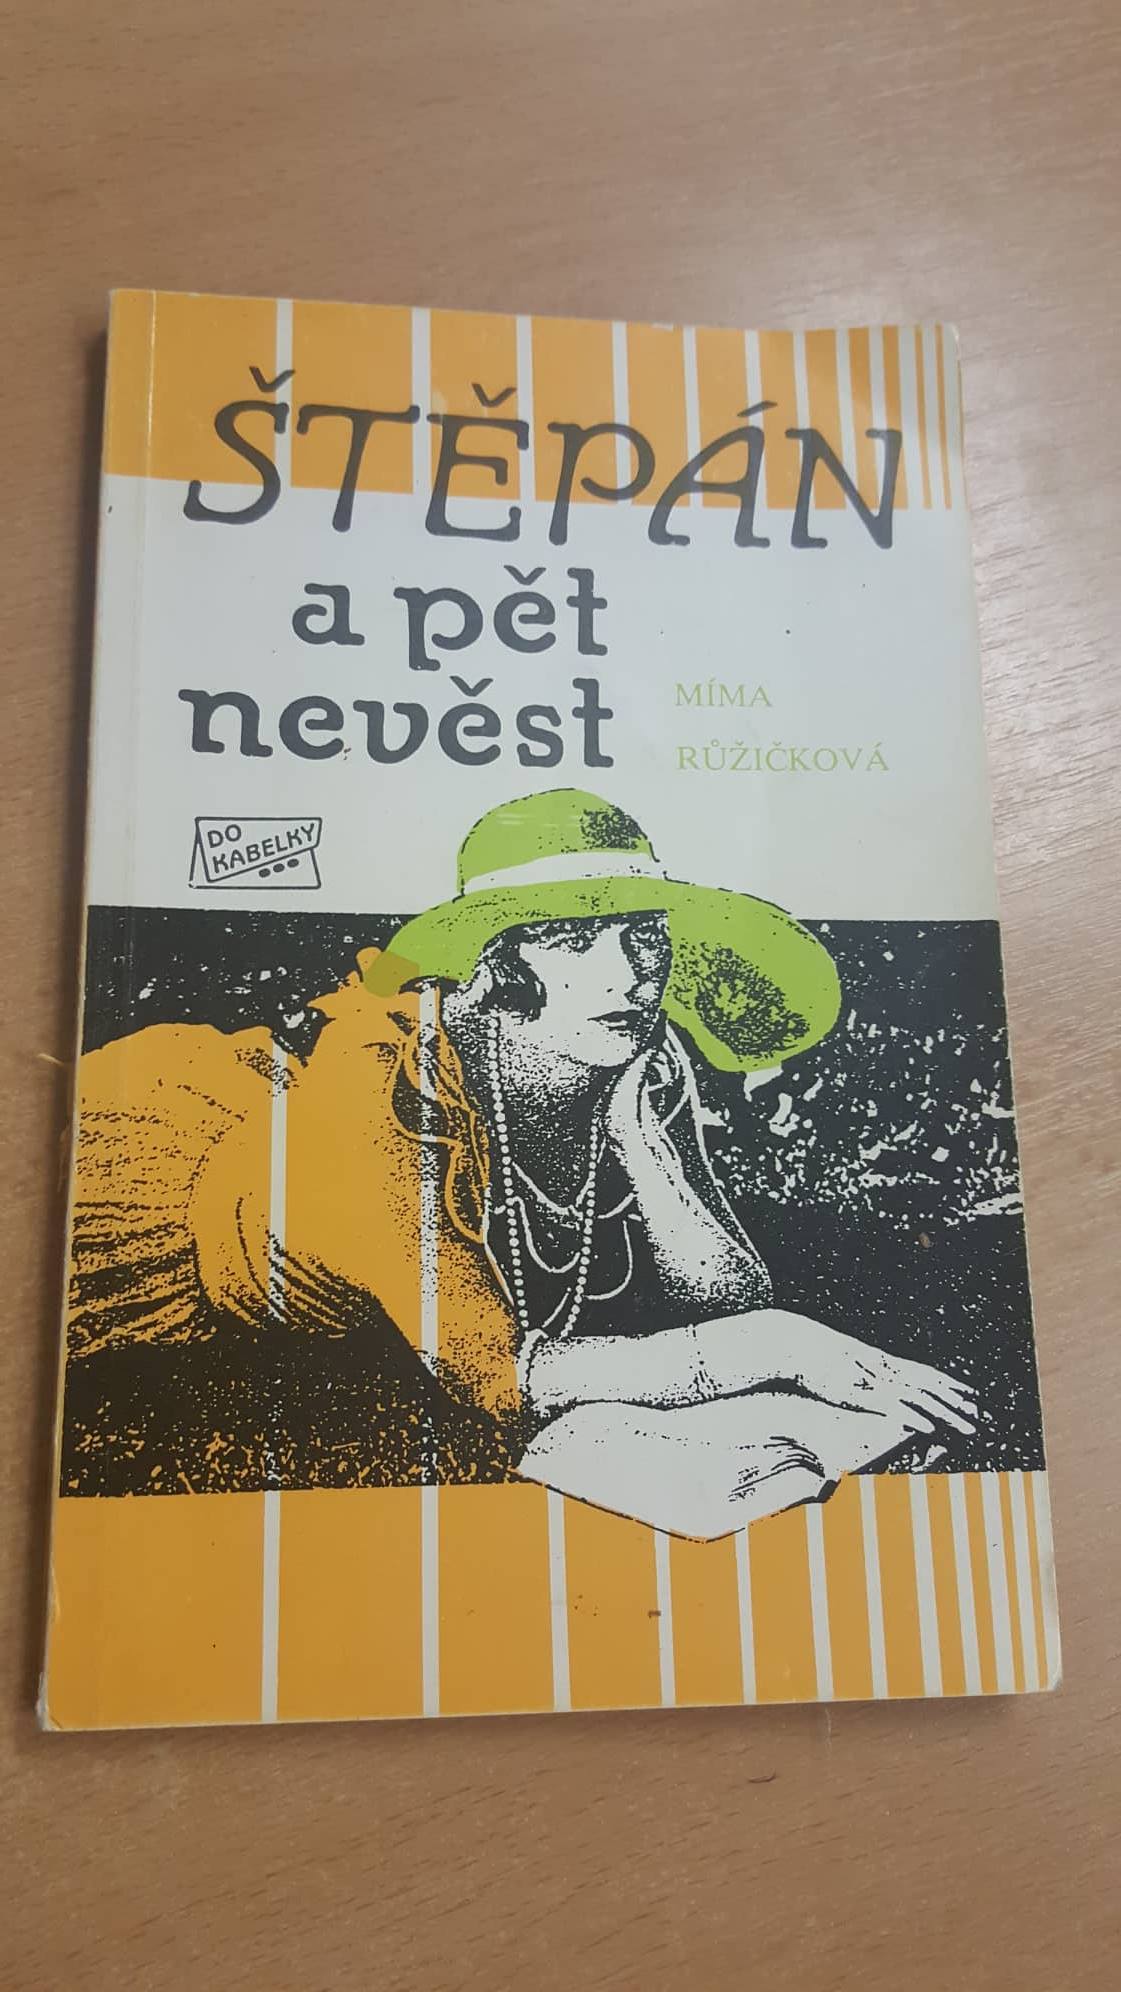 ŠTĚPÁN
a pět
nevěst
MÍMA
RŮŽIČKOVÁ
DO
KABELKY